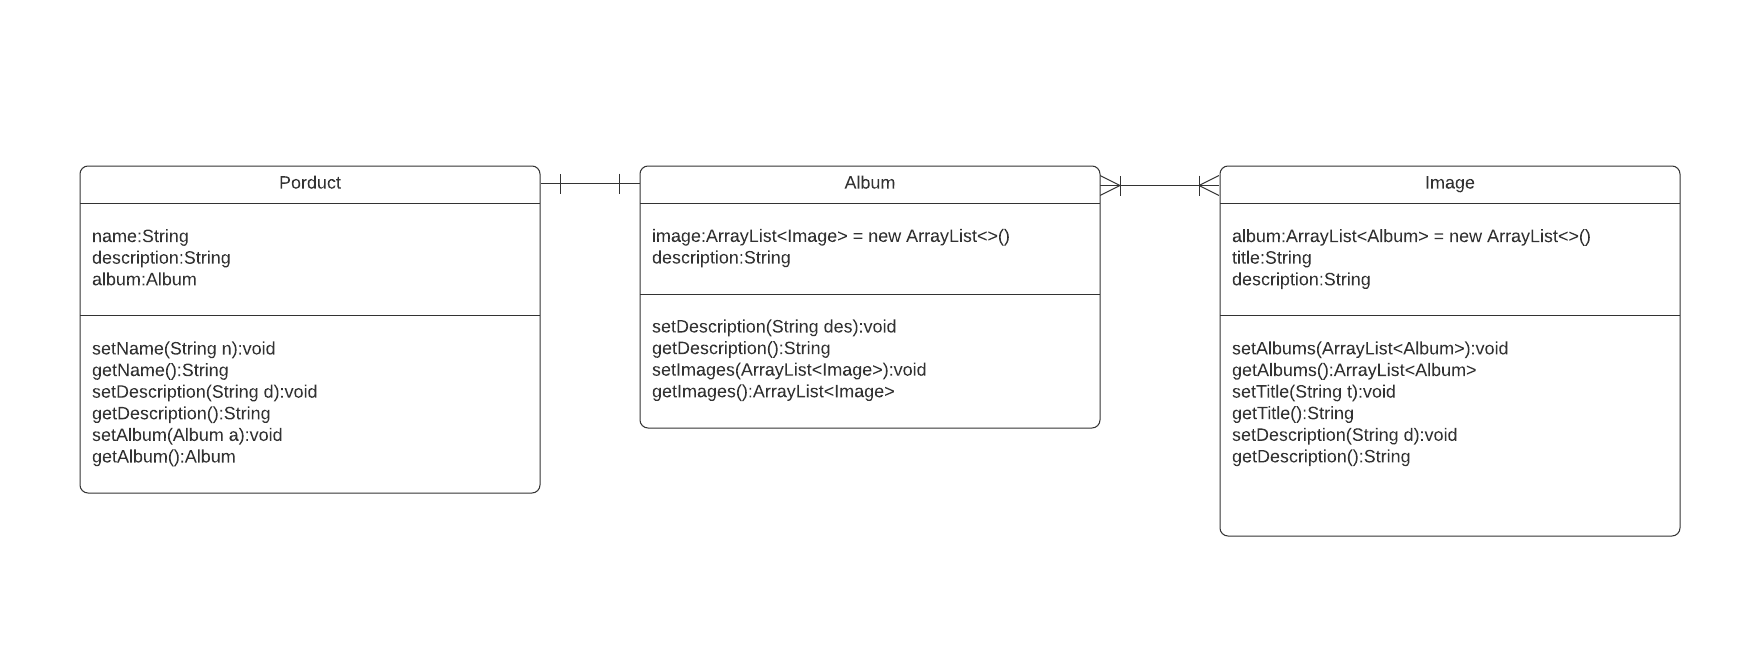 Porduct
name:String
description:String
album:Album
setName(String n):void
getName():String
setDescription(String d):void
getDescription():String
setAlbum(Album a):void
getAlbum():Album
Album
image:ArrayList<Image> = new ArrayList<>()
description:String
setDescription(String des):void
getDescription():String
setImages(ArrayList<Image>):void
getImages():ArrayList<Image>
Image
album:ArrayList<Album> = new ArrayList<>()
title:String
description:String
setAlbums(ArrayList<Album>):void
getAlbums():ArrayList<Album>
setTitle(String t):void
getTitle():String
setDescription(String d):void
getDescription():String